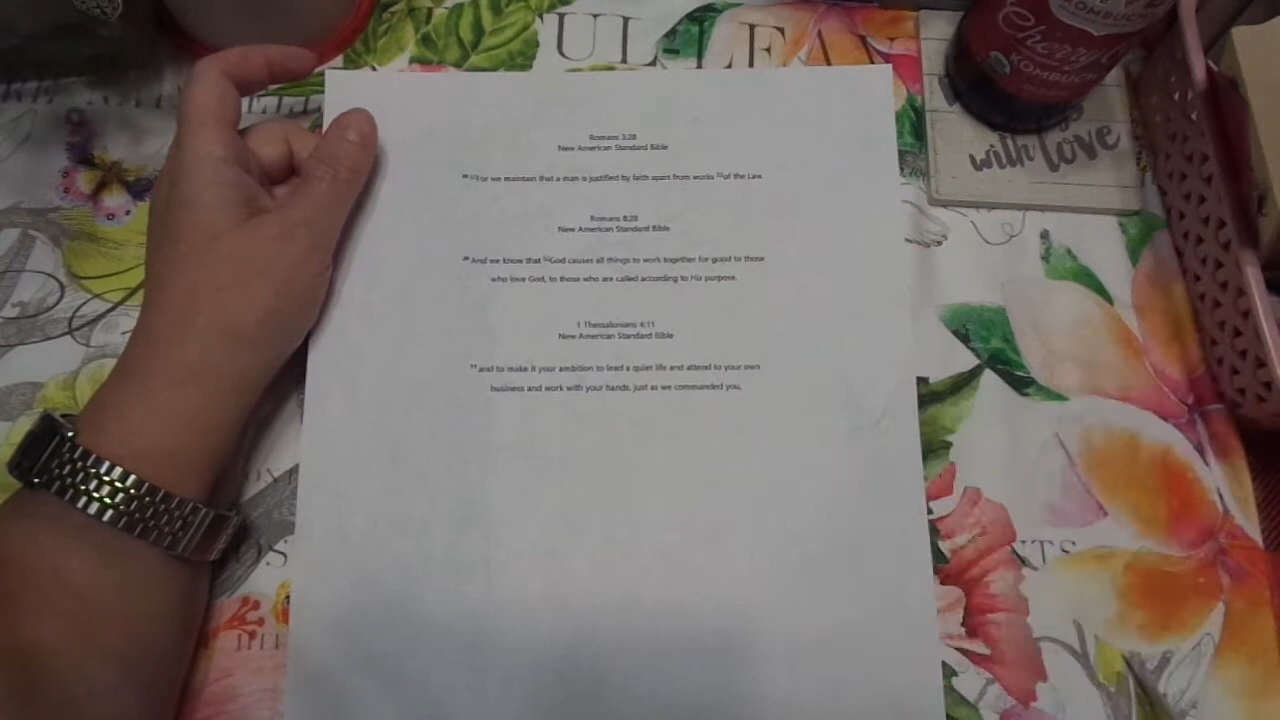 UL-LEAN
Cherry
KOMBUCHA
with love
Romans 3:28
New American Standard Bible
28 For we maintain that a man is justified by faith apart from works of the Law.
Romans 8:28
New American Standard Bible
28 And we know that God causes all things to work together for good to those
who love God, to those who are called according to His purpose.
1 Thessalonians 4:11
New American Standard Bible
11 and to make it your ambition to lead a quiet life and attend to your own
business and work with your hands, just as we commanded you,